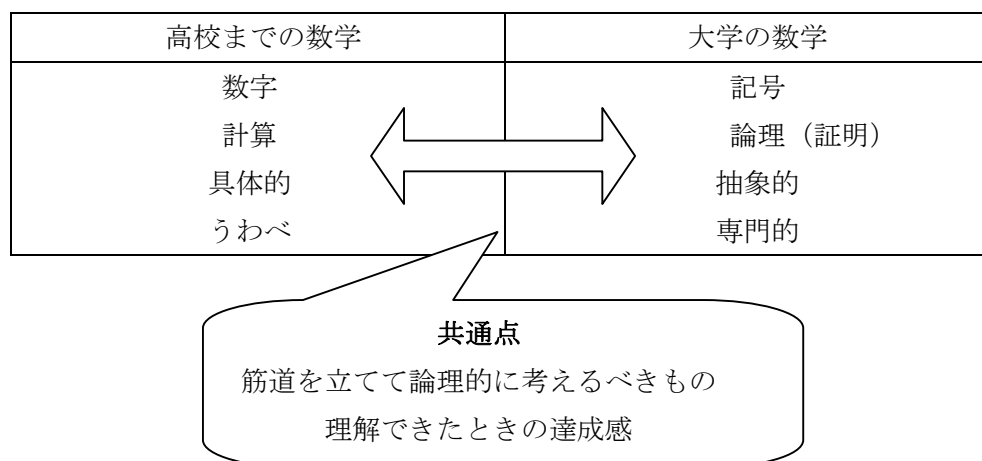 高校までの数学 大学の数学
数字 記号
計算 論理(証明)
具体的 抽象的
うわべ 専門的
共通点
筋道を立てて論理的に考えるべきもの
理解できたときの達成感